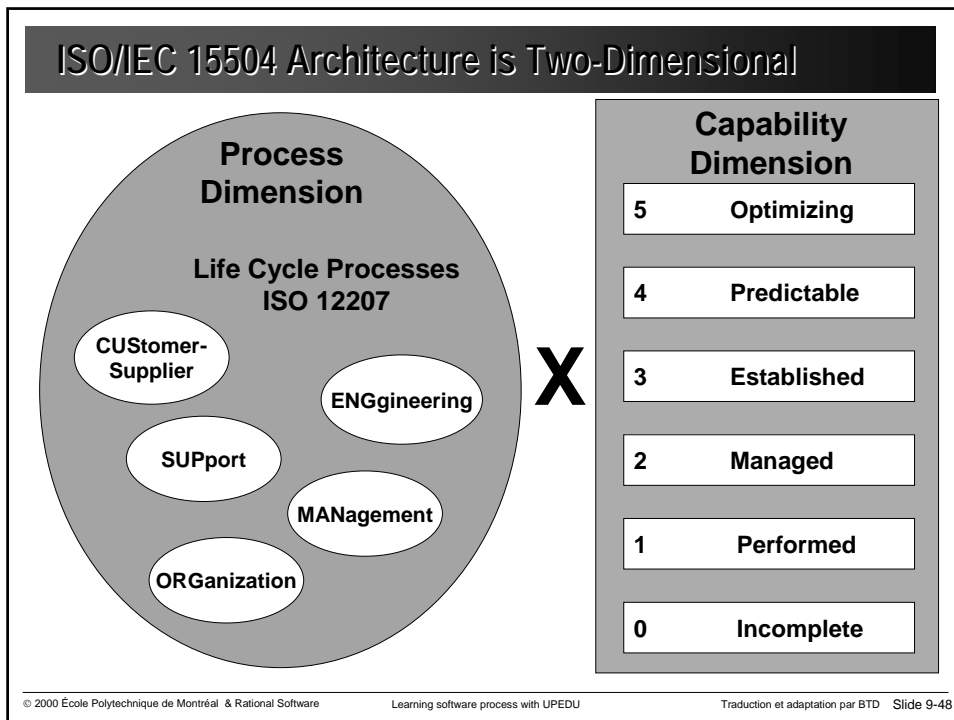 ISO/IEC 15504 Architecture is Two-Dimensional
Process
Dimension
Life Cycle Processes
ISO 12207
CUStomer-
Supplier
ENGgineering
SUPport
MANagement
ORGanization
X
Capability
Dimension
5 Optimizing
4 Predictable
3 Established
2 Managed
1 Performed
0 Incomplete
© 2000 École Polytechnique de Montréal & Rational Software Learning software process with UPEDU Traduction et adaptation par BTD Slide 9-48